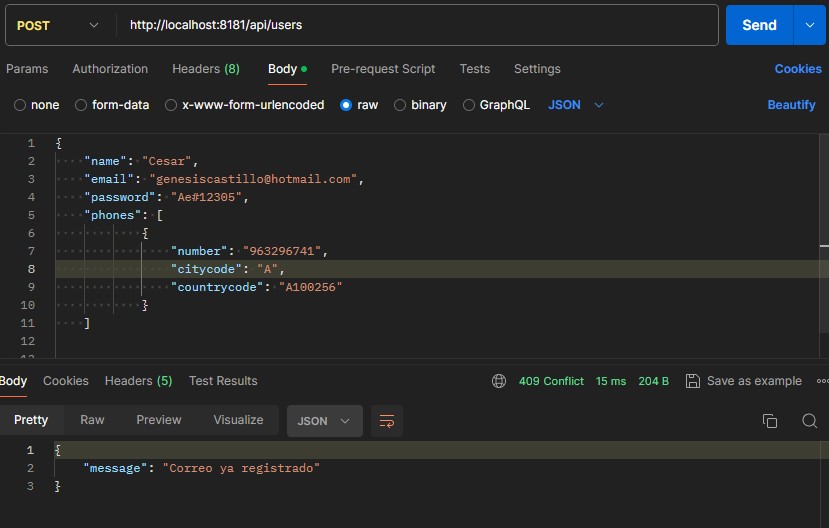 POST http://localhost:8181/api/users Send
Params Authorization Headers (8) Body Pre-request Script Tests Settings Cookies
none form-data x-www-form-urlencoded raw binary GraphQL JSON Beautify
1 {
2 "name": "Cesar",
3 "email": "genesiscastillo@hotmail.com",
4 "password": "Ae#12305",
5 "phones": [
6 {
7 "number": "963296741",
8 "citycode": "A",
9 "countrycode": "A100256"
10 }
11 ]
12
Body Cookies Headers (5) Test Results 409 Conflict 15 ms 204 B Save as example
Pretty Raw Preview Visualize JSON
1 {
2 "message": "Correo ya registrado"
3 }